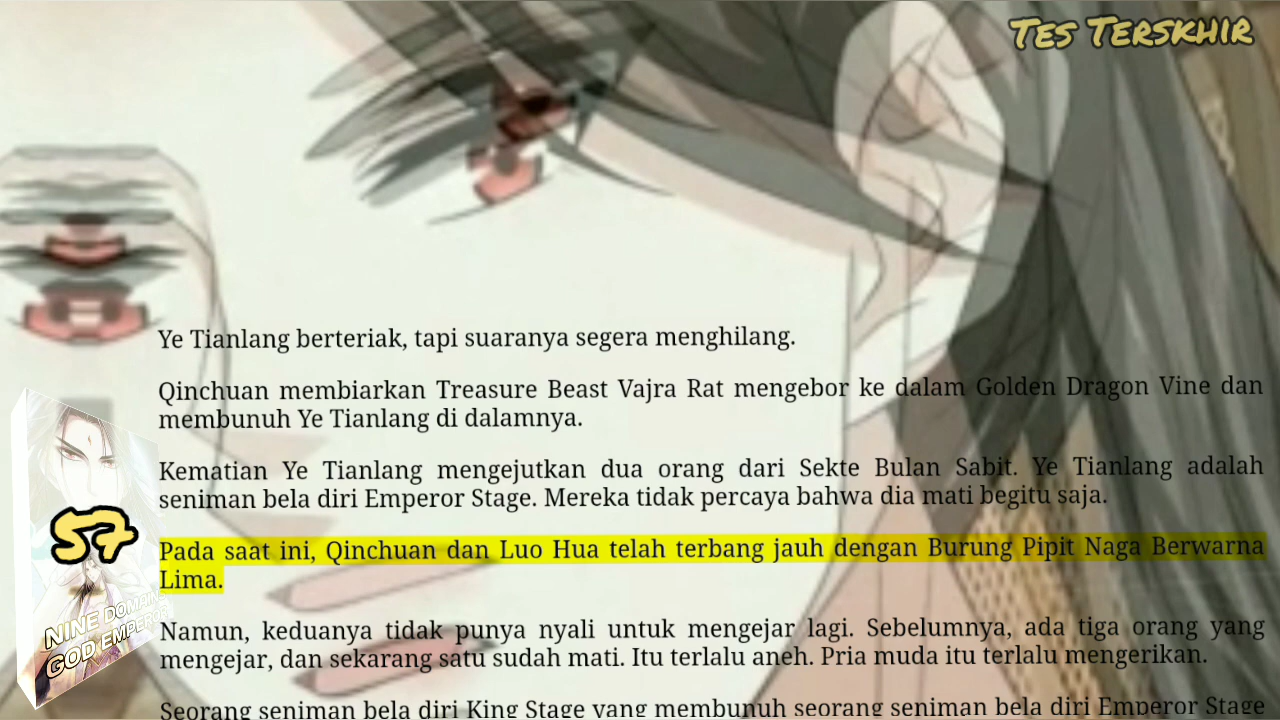 Tes Terskhir
Ye Tianlang berteriak, tapi suaranya segera menghilang.
Qinchuan membiarkan Treasure Beast Vajra Rat mengebor ke dalam Golden Dragon Vine dan
membunuh Ye Tianlang di dalamnya.
Kematian Ye Tianlang mengejutkan dua orang dari Sekte Bulan Sabit. Ye Tianlang adalah
seniman bela diri Emperor Stage. Mereka tidak percaya bahwa dia mati begitu saja.
Pada saat ini, Qinchuan dan Luo Hua telah terbang jauh dengan Burung Pipit Naga Berwarna
Lima.
Namun, keduanya tidak punya nyali untuk mengejar lagi. Sebelumnya, ada tiga orang yang
mengejar, dan sekarang satu sudah mati. Itu terlalu aneh. Pria muda itu terlalu mengerikan.
Seorang seniman bela diri King Stage yang membunuh seorang seniman bela diri Emperor Stage
57
NINE DOMAINS
GOD EMPEROR